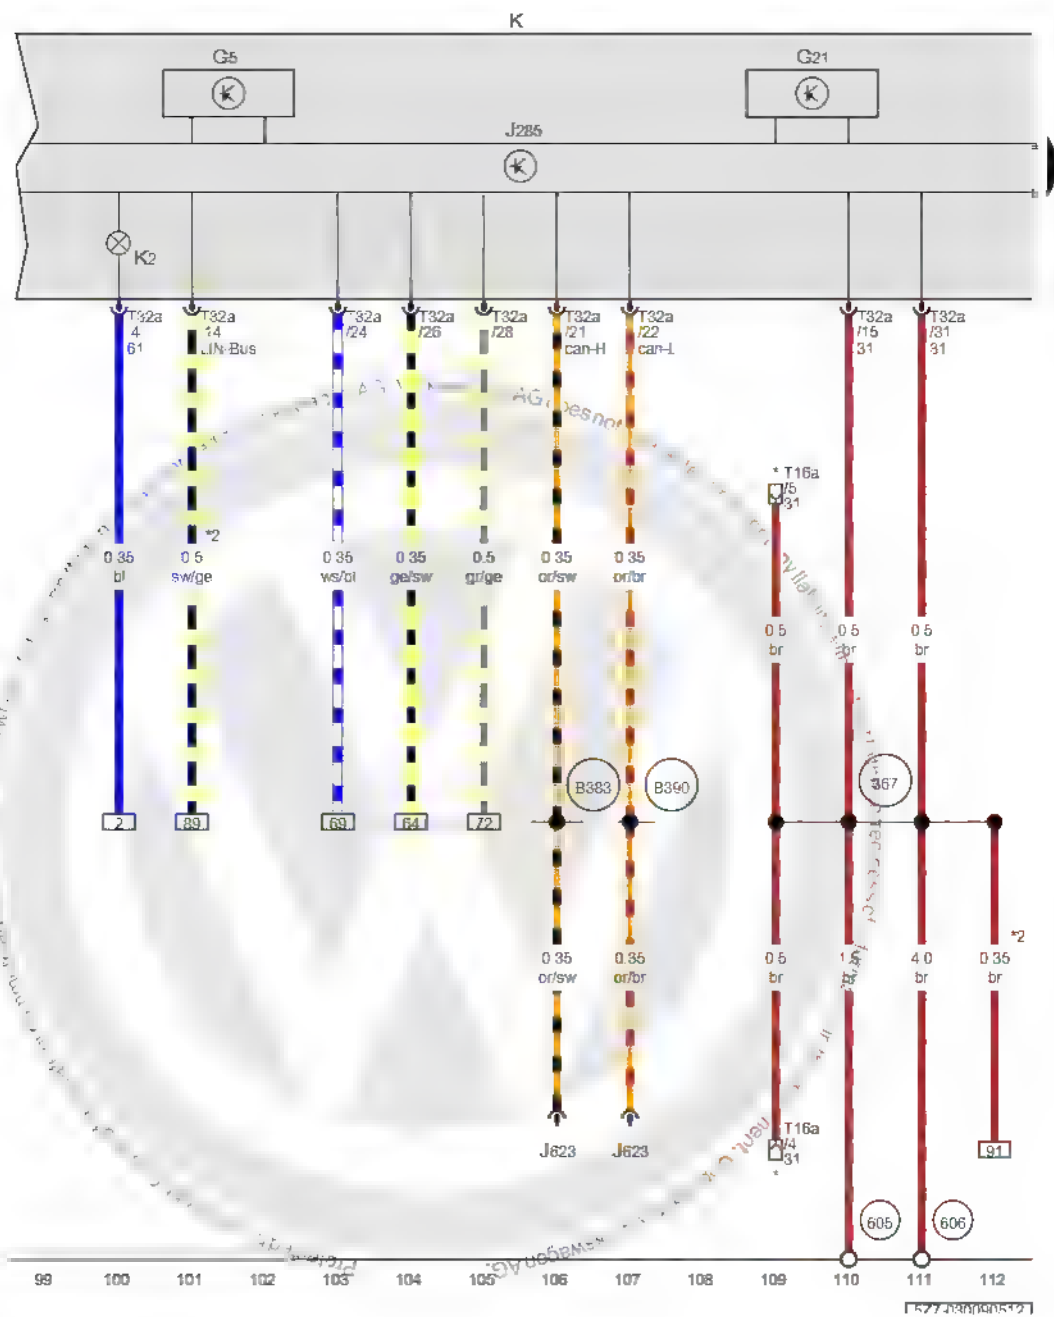 K
G5
G21
K
K
J285
K
K2
T32a
4
61
T32a
14
LIN-Bus
T32a
/24
T32a
/26
T32a
/28
T32a
/21
can-H
T32a
/22
can-L
T32a
/15
31
T32a
/31
31
AG does not
* T16a
/5
31
*2
0.35
bl
0.5
sw/ge
0.35
ws/bl
0.35
ge/sw
0.5
gr/ge
0.35
or/sw
0.35
or/br
0.5
br
0.5
br
0.5
br
B383
B390
367
2
89
69
64
72
*2
0.35
or/sw
0.35
or/br
0.5
br
1.5
br
4.0
br
0.35
br
J623
J623
T16a
/4
31
*
91
605
606
99
100
101
102
103
104
105
106
107
108
109
110
111
112
5Z7-030090512